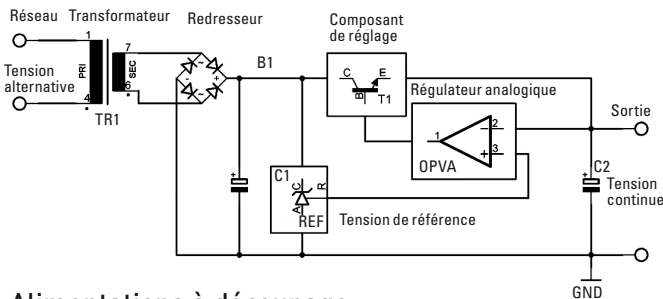 Réseau Transformateur Redresseur
Composant
de réglage
1 7
PRI SEC
4 6
Tension
alternative
TR1
~ ~ - +
B1
C E
B T1
Régulateur analogique
1 2 3
- +
OPVA
Sortie
C2
Tension
continue
+
C1
A C R
REF
Tension de référence
+
GND
Alimentations à découpage